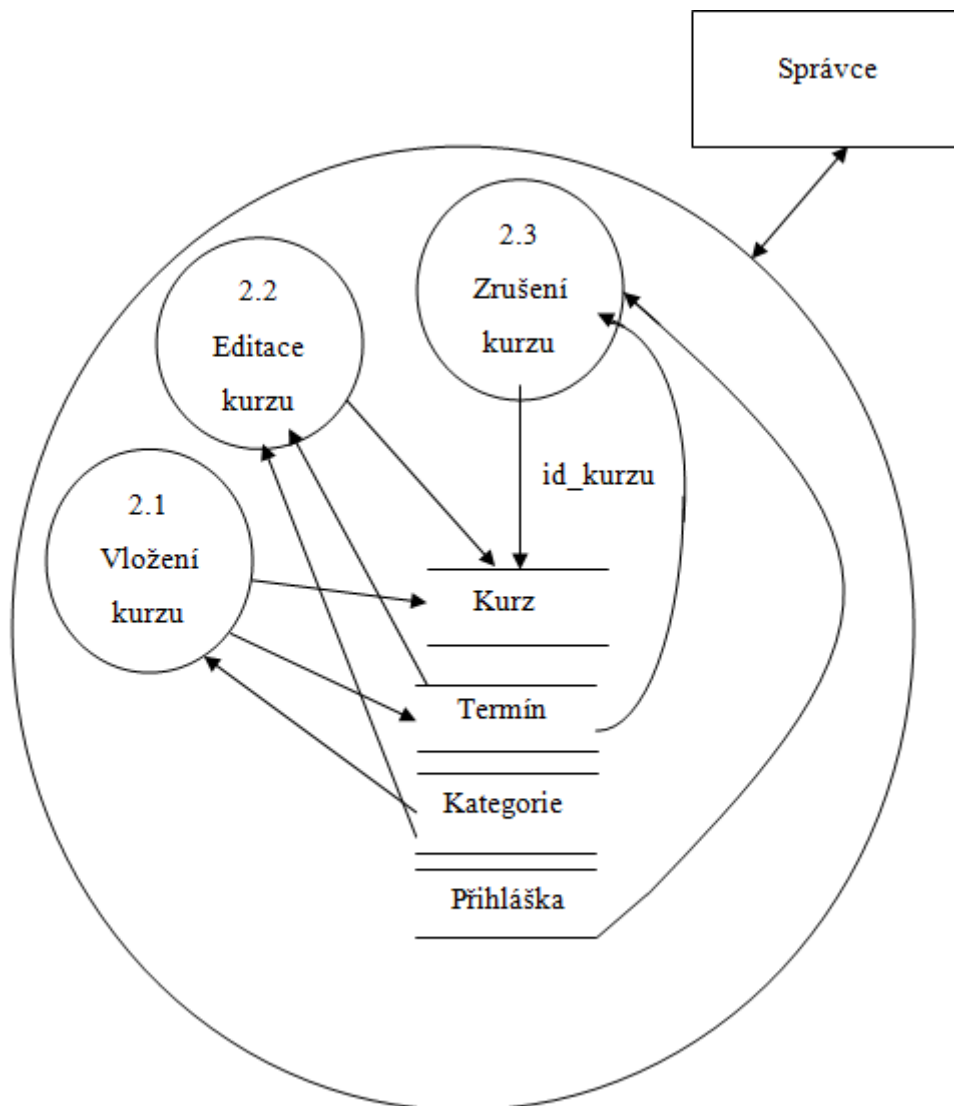 Správce
2.3
Zrušení
kurzu
2.2
Editace
kurzu
id_kurzu
2.1
Vložení
kurzu
Kurz
Termín
Kategorie
Přihláška